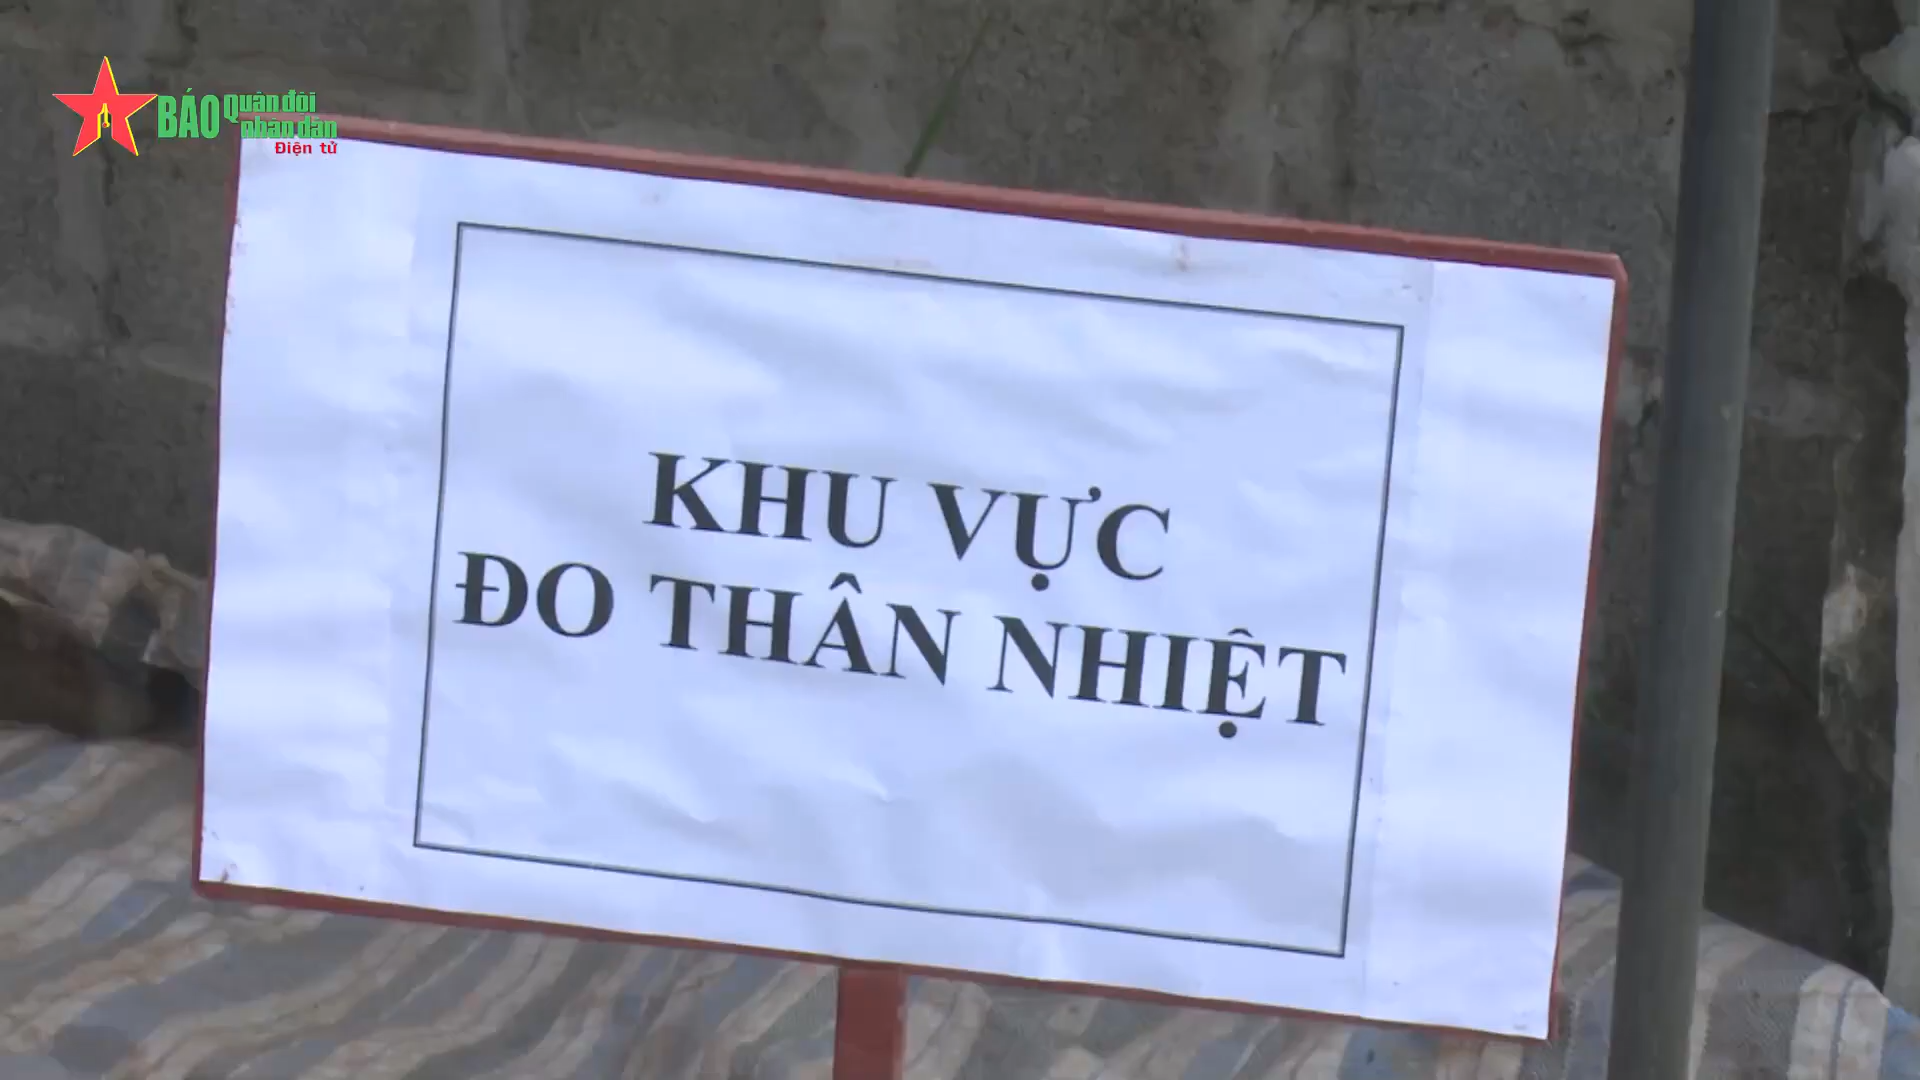 BÁO Quân đội
nhân dân
Điện tử
KHU VỰC
ĐO THÂN NHIỆT